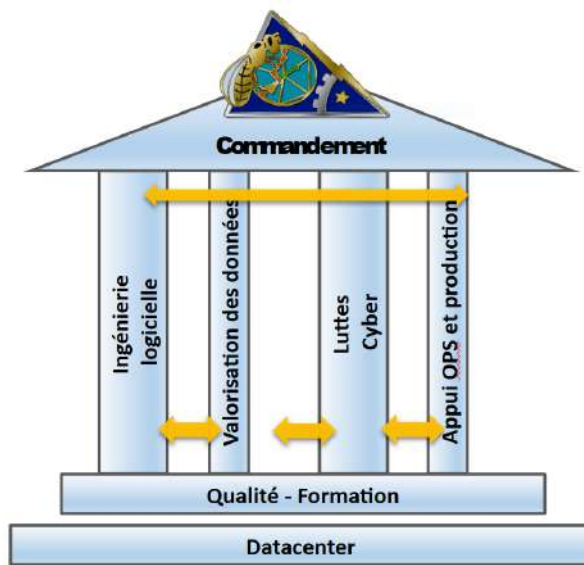 Commandement
Ingénierie
logicielle
Valorisation des données
Luttes
Cyber
Appui OPS et production
Qualité - Formation
Datacenter